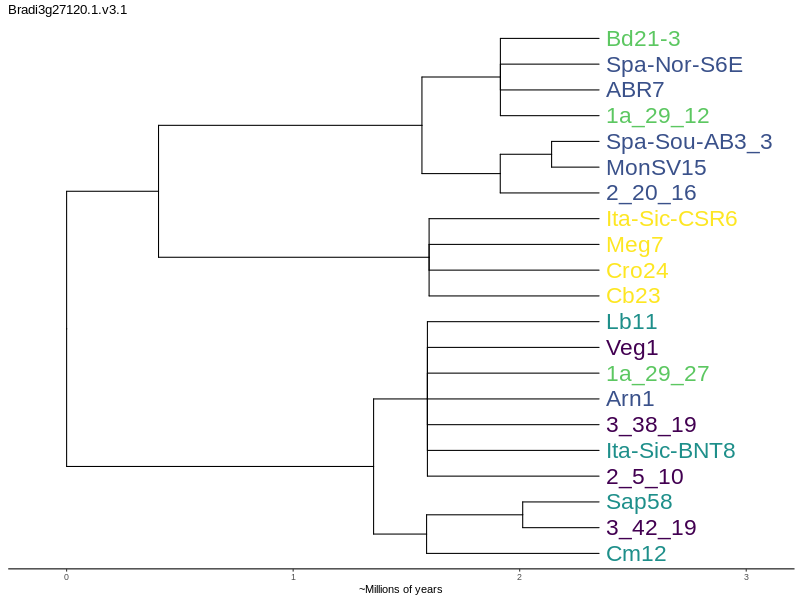 Bradi3g27120.1.v3.1
Bd21-3
Spa-Nor-S6E
ABR7
1a_29_12
Spa-Sou-AB3_3
MonSV15
2_20_16
Ita-Sic-CSR6
Meg7
Cro24
Cb23
Lb11
Veg1
1a_29_27
Arn1
3_38_19
Ita-Sic-BNT8
2_5_10
Sap58
3_42_19
Cm12
0 1 2 3
~Millions of years